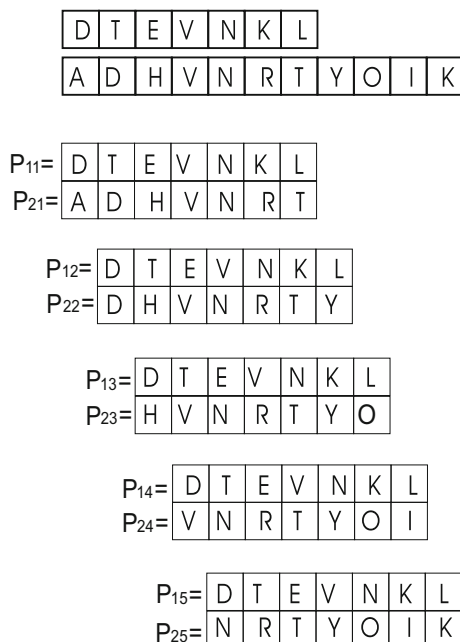 D T E V N K L
A D H V N R T Y O I K
P11= D T E V N K L
P21= A D H V N R T
P12= D T E V N K L
P22= D H V N R T Y
P13= D T E V N K L
P23= H V N R T Y O
P14= D T E V N K L
P24= V N R T Y O I
P15= D T E V N K L
P25= N R T Y O I K